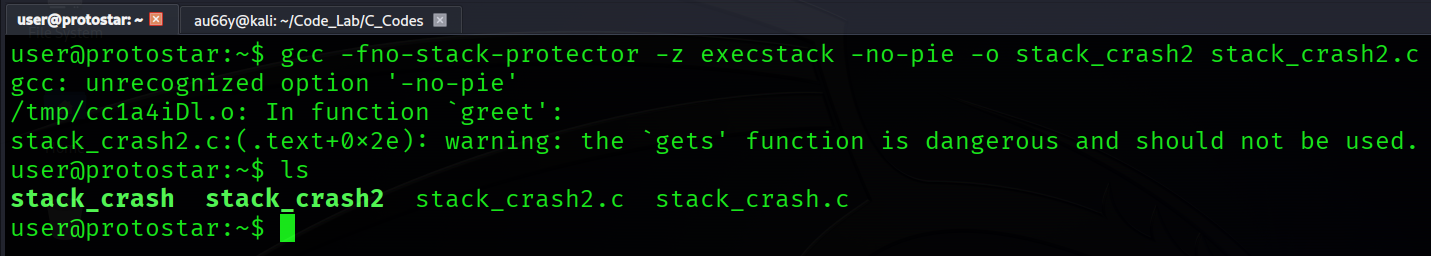 user@protostar: ~ au66y@kali: ~/Code_Lab/C_Codes
user@protostar:~$ gcc -fno-stack-protector -z execstack -no-pie -o stack_crash2 stack_crash2.c
gcc: unrecognized option '-no-pie'
/tmp/cc1a4iDl.o: In function `greet':
stack_crash2.c:(.text+0×2e): warning: the `gets' function is dangerous and should not be used.
user@protostar:~$ ls
stack_crash  stack_crash2  stack_crash2.c  stack_crash.c
user@protostar:~$